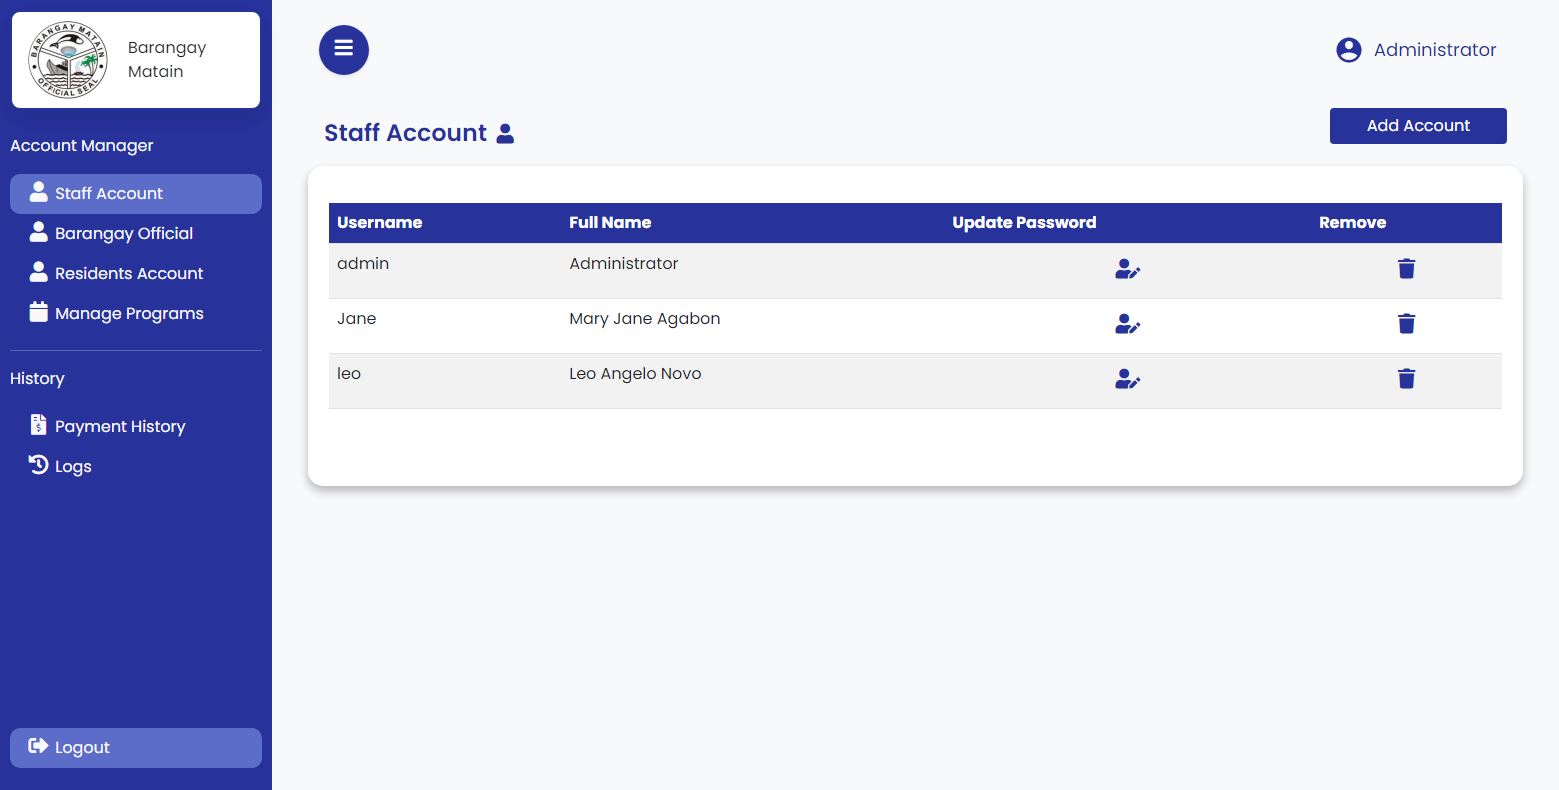 BARANGAY MATAIN
OFFICIAL SEAL
Barangay
Matain
Account Manager
Staff Account
Barangay Official
Residents Account
Manage Programs
History
Payment History
Logs
Logout
Administrator
Staff Account
Add Account
Username Full Name Update Password Remove
admin Administrator
Jane Mary Jane Agabon
leo Leo Angelo Novo